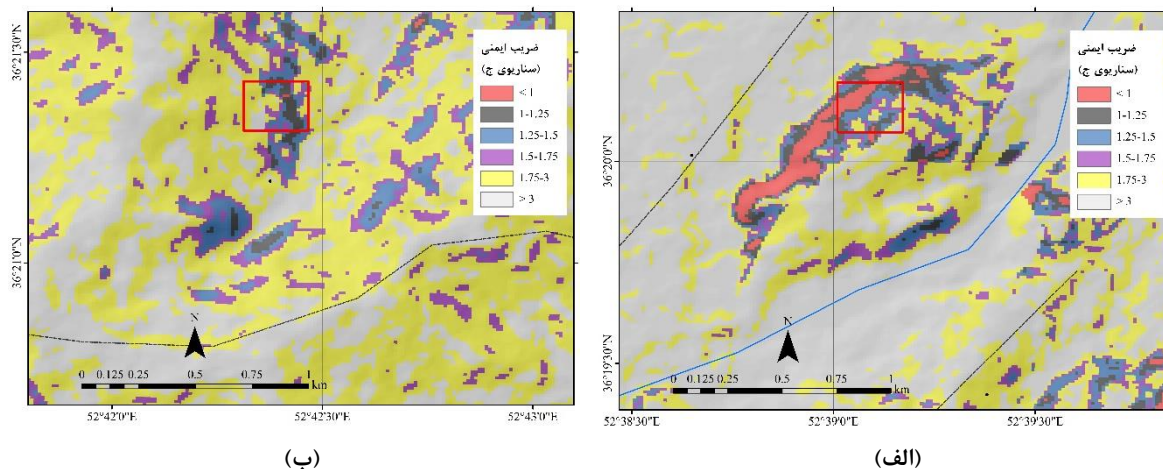 ضریب ایمنی
(سناریوی ج)
< 1
1-1.25
1.25-1.5
1.5-1.75
1.75-3
> 3
36°20'0"N
36°19'30"N
N
0 0.125 0.25 0.5 0.75 1
km
52°38'30"E 52°39'0"E 52°39'30"E
(الف)
ضریب ایمنی
(سناریوی ج)
< 1
1-1.25
1.25-1.5
1.5-1.75
1.75-3
> 3
36°21'30"N
36°21'0"N
N
0 0.125 0.25 0.5 0.75 1
km
52°42'0"E 52°42'30"E 52°43'0"E
(ب)